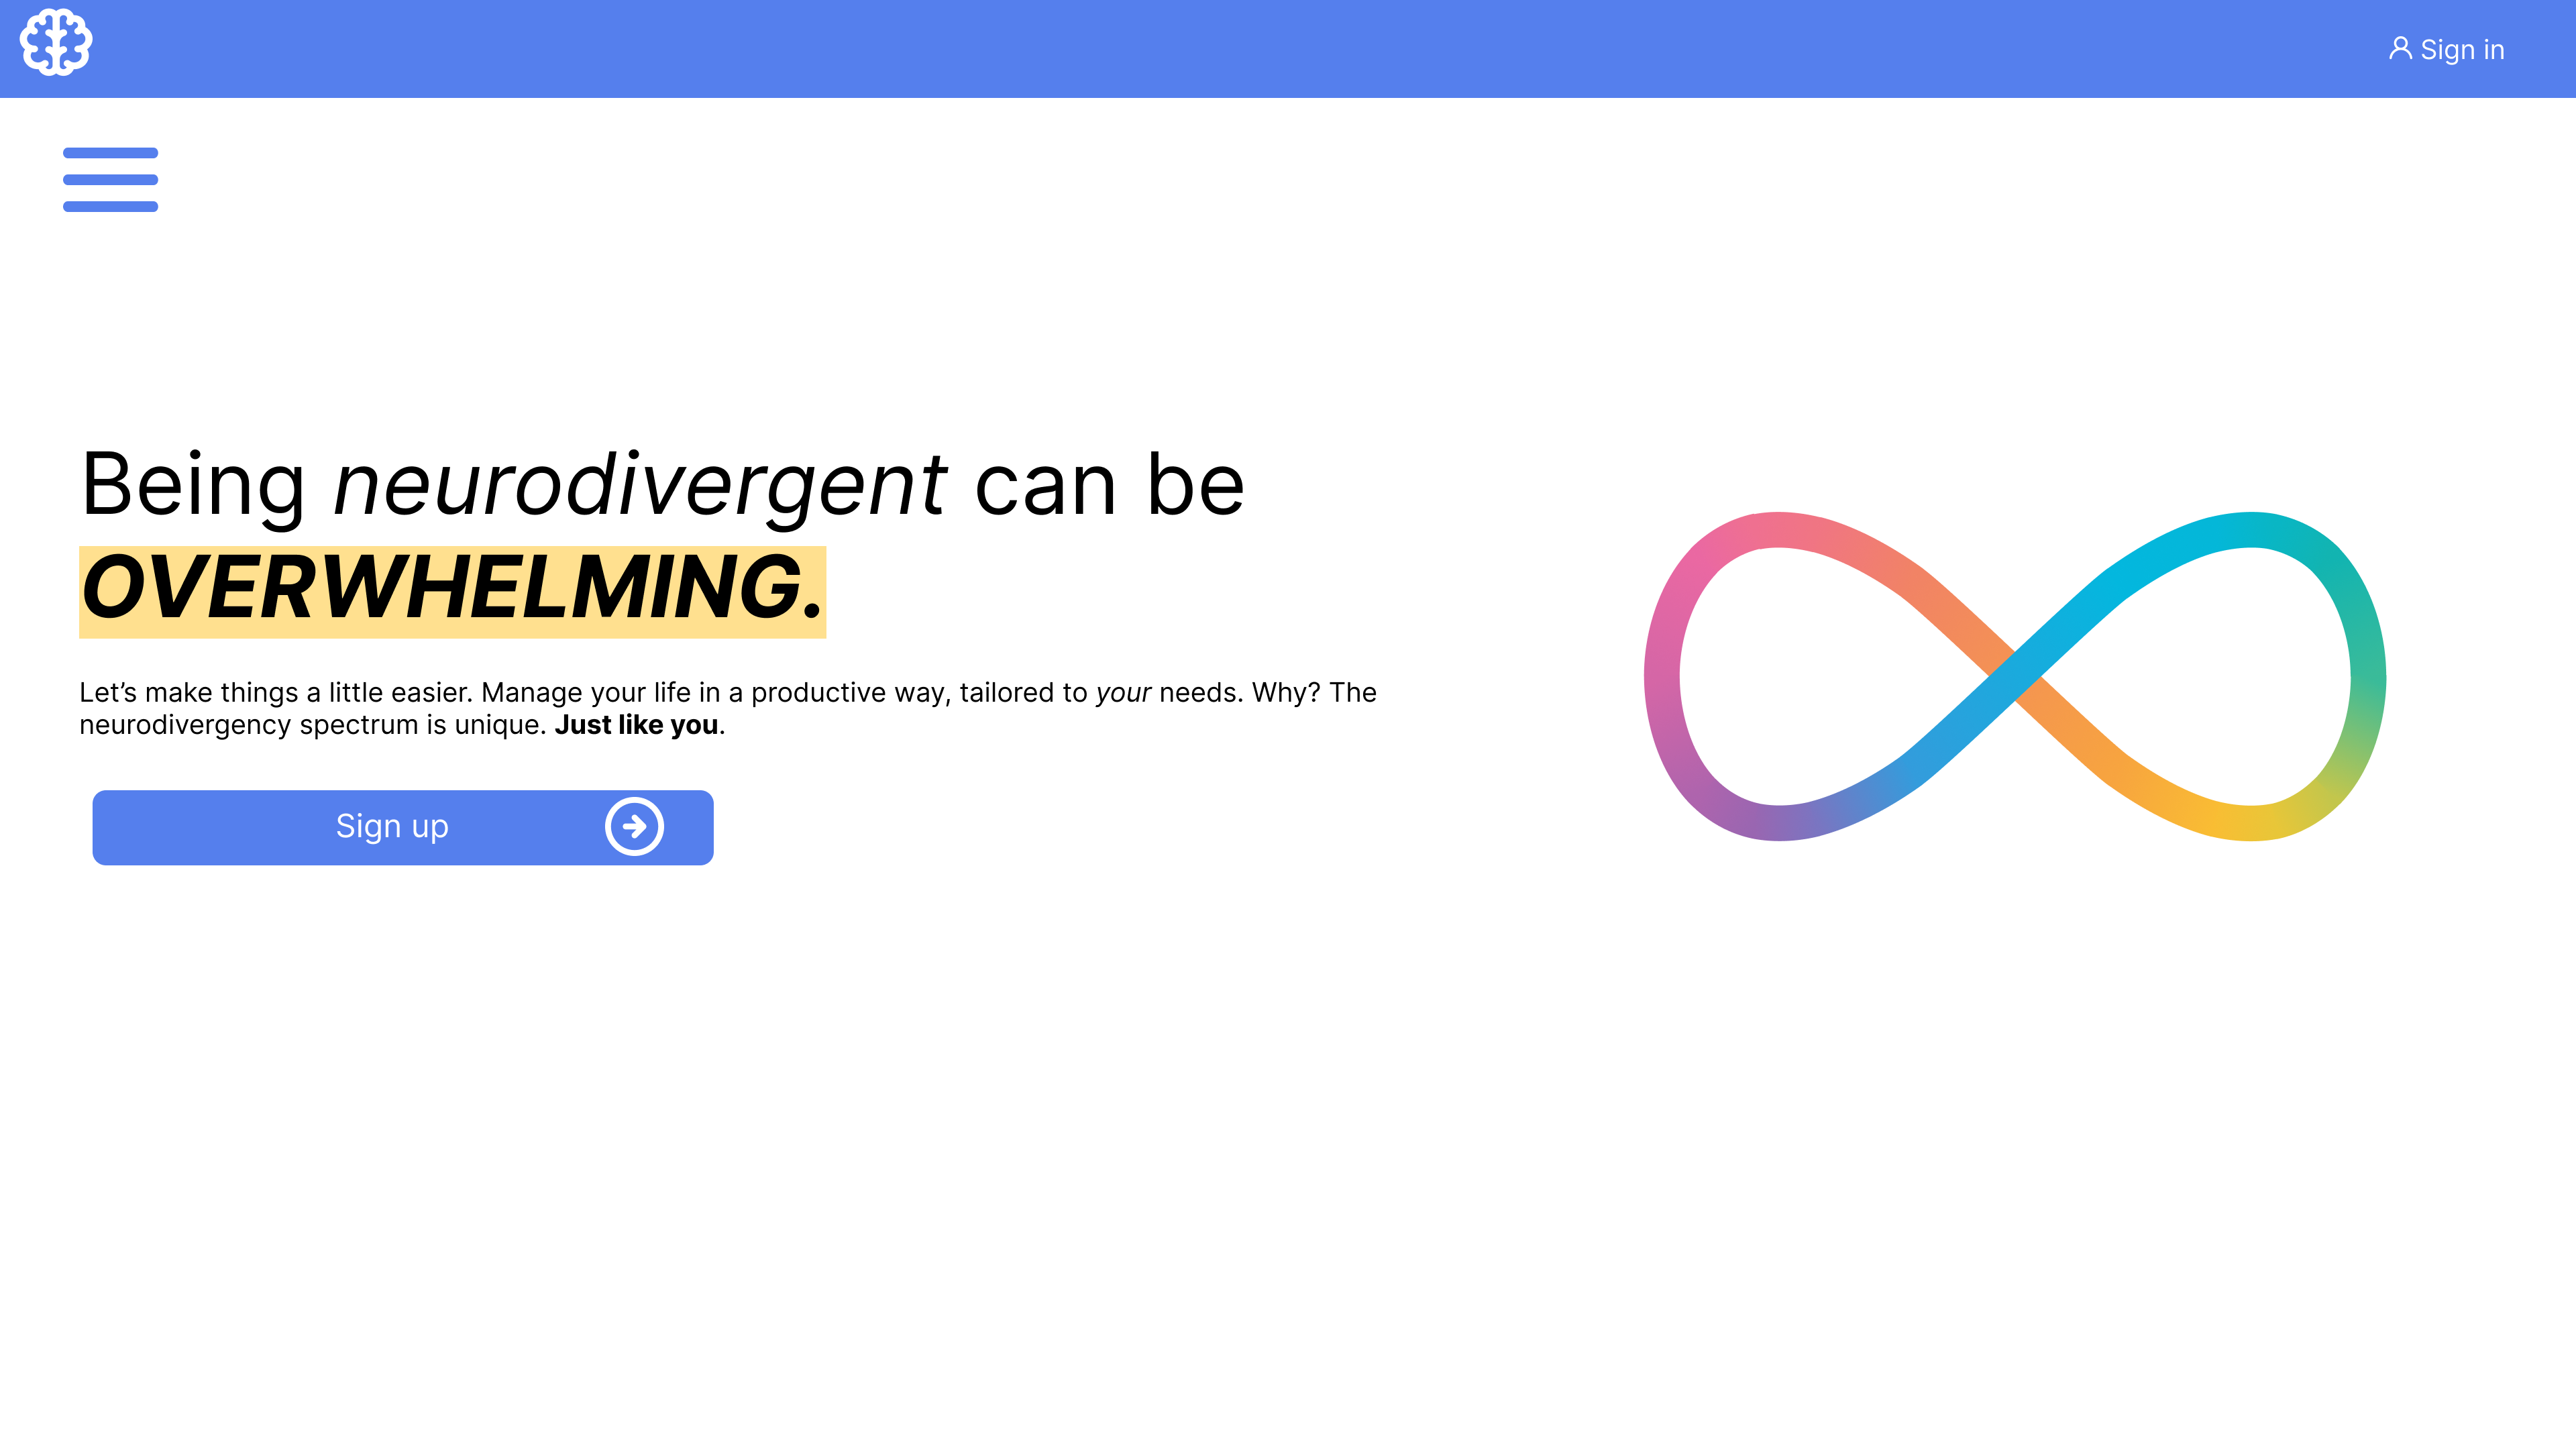 Sign in
Being neurodivergent can be
OVERWHELMING.
Let’s make things a little easier. Manage your life in a productive way, tailored to your needs. Why? The
neurodivergency spectrum is unique. Just like you.
Sign up